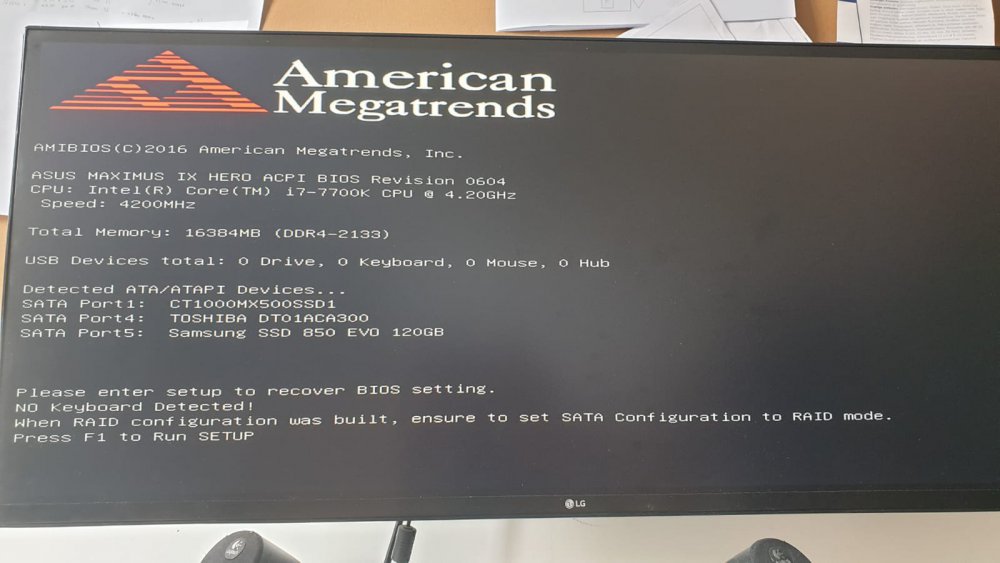 American
Megatrends
AMIBIOS(C)2016 American Megatrends, Inc.
ASUS MAXIMUS IX HERO ACPI BIOS Revision 0604
CPU: Intel(R) Core(TM) i7-7700K CPU @ 4.20GHz
Speed: 4200MHz
Total Memory: 16384MB (DDR4-2133)
USB Devices total: 0 Drive, 0 Keyboard, 0 Mouse, 0 Hub
Detected ATA/ATAPI Devices...
SATA Port1: CT1000MX500SSD1
SATA Port4: TOSHIBA DT01ACA300
SATA Port5: Samsung SSD 850 EVO 120GB
Please enter setup to recover BIOS setting.
NO Keyboard Detected!
When RAID configuration was built, ensure to set SATA Configuration to RAID mode.
Press F1 to Run SETUP
LG